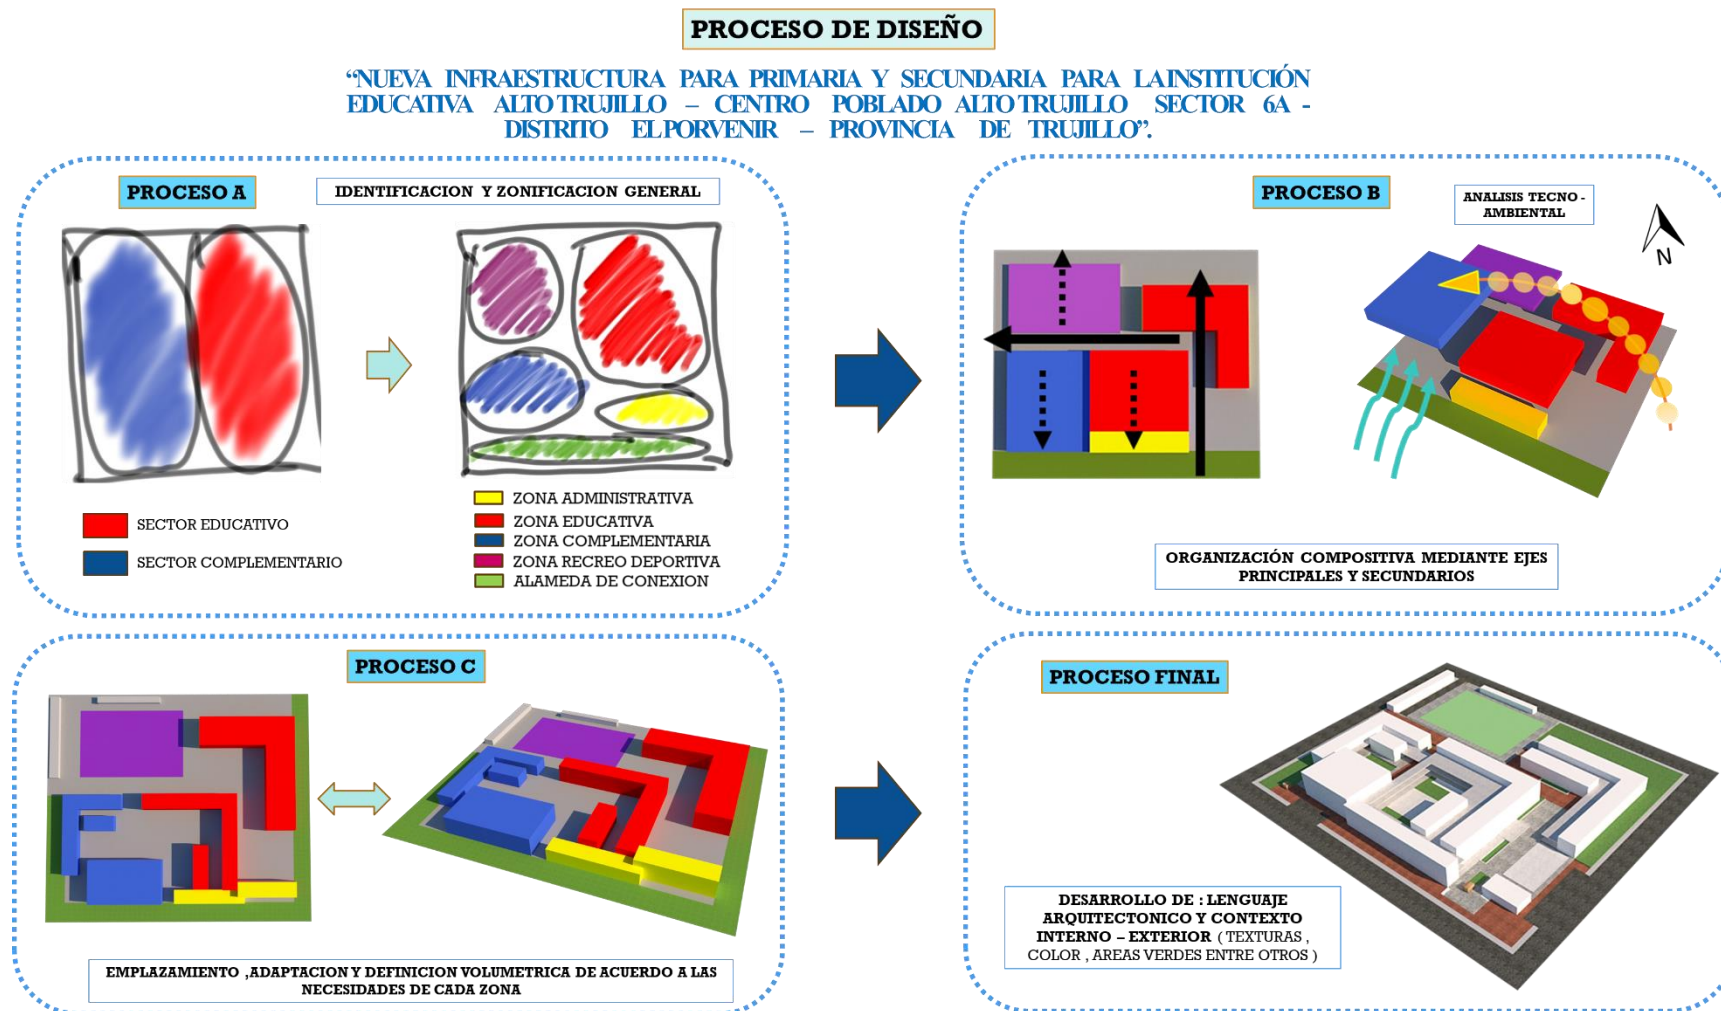 PROCESO DE DISEÑO
“NUEVA INFRAESTRUCTURA PARA PRIMARIA Y SECUNDARIA PARA LAINSTITUCIÓN
EDUCATIVA ALTO TRUJILLO – CENTRO POBLADO ALTO TRUJILLO SECTOR 6A -
DISTRITO ELPORVENIR – PROVINCIA DE TRUJILLO”.
PROCESO A
IDENTIFICACION Y ZONIFICACION GENERAL
SECTOR EDUCATIVO
SECTOR COMPLEMENTARIO
ZONA ADMINISTRATIVA
ZONA EDUCATIVA
ZONA COMPLEMENTARIA
ZONA RECREO DEPORTIVA
ALAMEDA DE CONEXION
PROCESO B
ANALISIS TECNO -
AMBIENTAL
N
ORGANIZACIÓN COMPOSITIVA MEDIANTE EJES
PRINCIPALES Y SECUNDARIOS
PROCESO C
EMPLAZAMIENTO ,ADAPTACION Y DEFINICION VOLUMETRICA DE ACUERDO A LAS
NECESIDADES DE CADA ZONA
PROCESO FINAL
DESARROLLO DE : LENGUAJE
ARQUITECTONICO Y CONTEXTO
INTERNO – EXTERIOR ( TEXTURAS ,
COLOR , AREAS VERDES ENTRE OTROS )